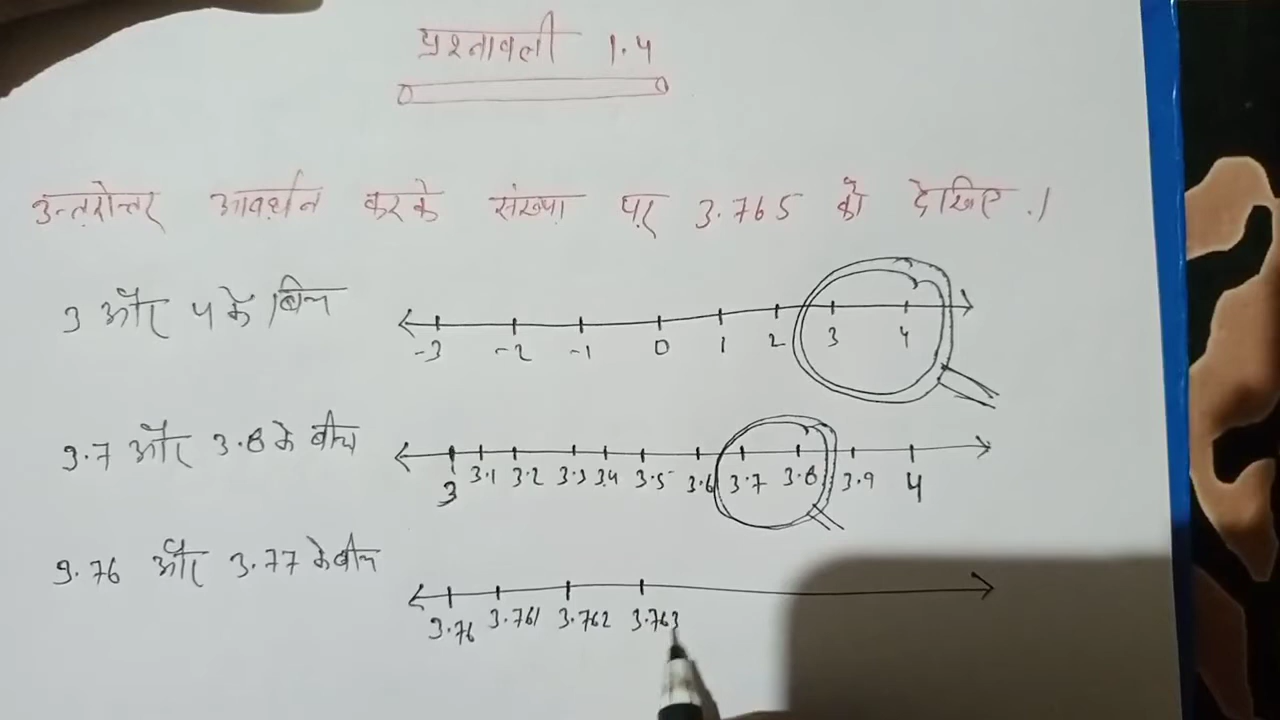 प्रश्नावली 1.4
उत्तरोत्तर आवर्धन करके संख्या पर 3.765 को देखिए.।
3 और 4 के बिच
-3 -2 -1 0 1 2 3 4
3.7 और 3.8 के बीच
3 3.1 3.2 3.3 3.4 3.5 3.6 3.7 3.8 3.9 4
3.76 और 3.77 के बीच
3.76 3.761 3.762 3.763